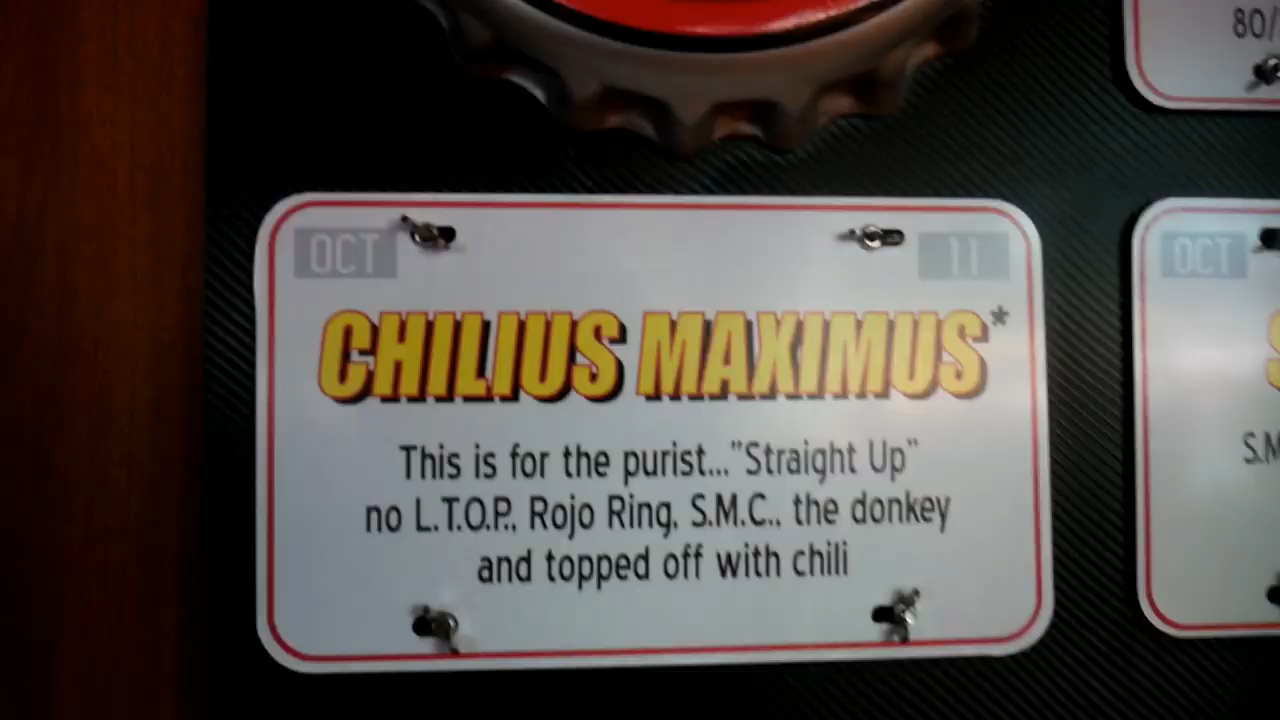 80/
OCT 11
CHILIUS MAXIMUS*
This is for the purist..."Straight Up"
no L.T.O.P., Rojo Ring, S.M.C., the donkey
and topped off with chili
OCT
S.M